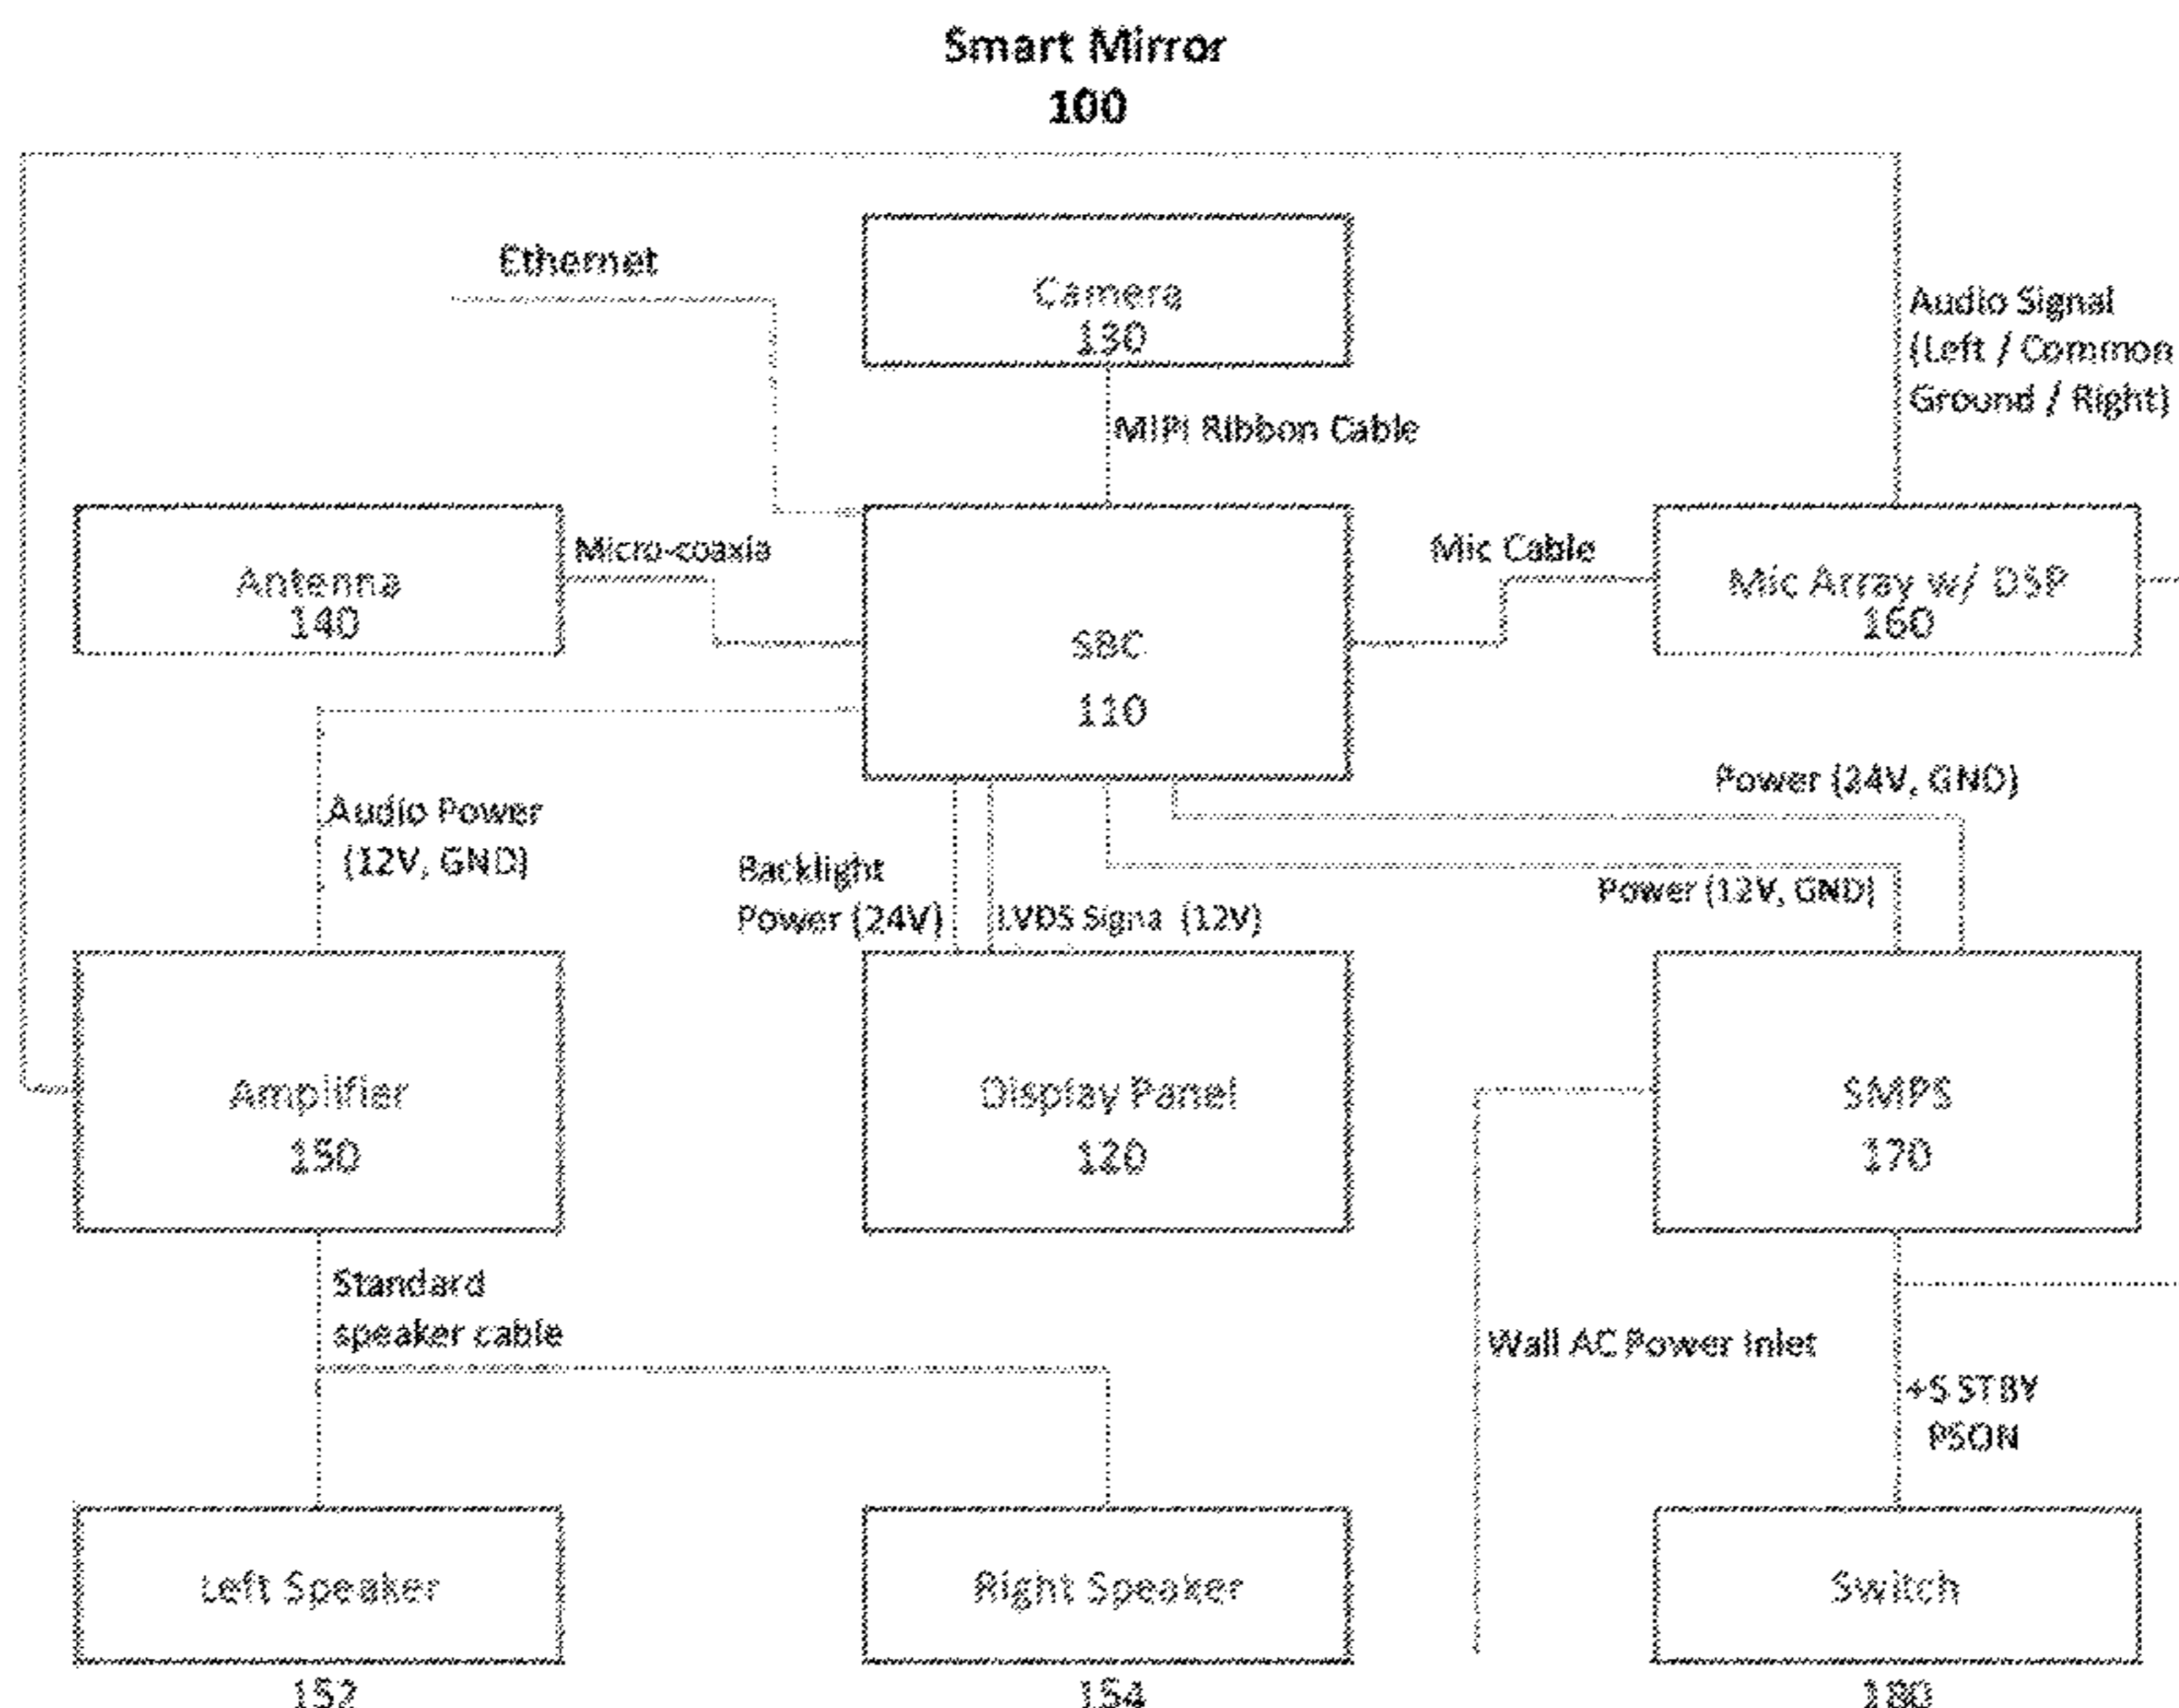 Smart Mirror
100
Ethernet
Camera
130
Audio Signal
(Left / Common
Ground / Right)
MIPI Ribbon Cable
Antenna
140
Micro-coaxia
SBC
110
Mic Cable
Mic Array w/ DSP
160
Audio Power
(12V, GND)
Backlight
Power (24V)
LVDS Signa (12V)
Power (24V, GND)
Power (12V, GND)
Amplifier
150
Display Panel
120
SMPS
170
Standard
speaker cable
Wall AC Power Inlet
+5 STBY
PSON
Left Speaker
152
Right Speaker
154
Switch
180